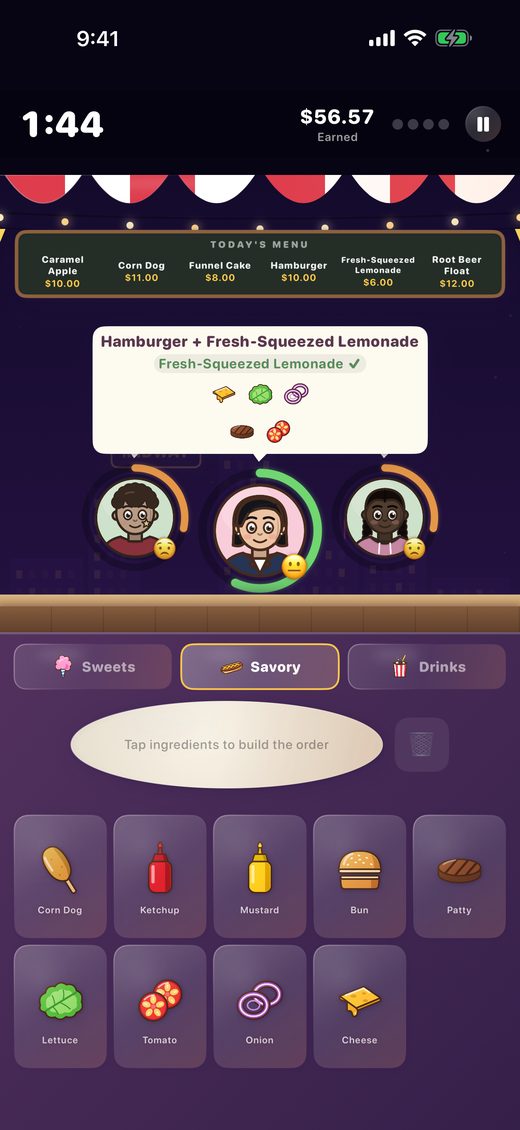 9:41
1:44
$56.57
Earned
TODAY'S MENU
Caramel Apple
$10.00
Corn Dog
$11.00
Funnel Cake
$8.00
Hamburger
$10.00
Fresh-Squeezed Lemonade
$6.00
Root Beer Float
$12.00
Hamburger + Fresh-Squeezed Lemonade
Fresh-Squeezed Lemonade ✓
Sweets
Savory
Drinks
Tap ingredients to build the order
Corn Dog
Ketchup
Mustard
Bun
Patty
Lettuce
Tomato
Onion
Cheese